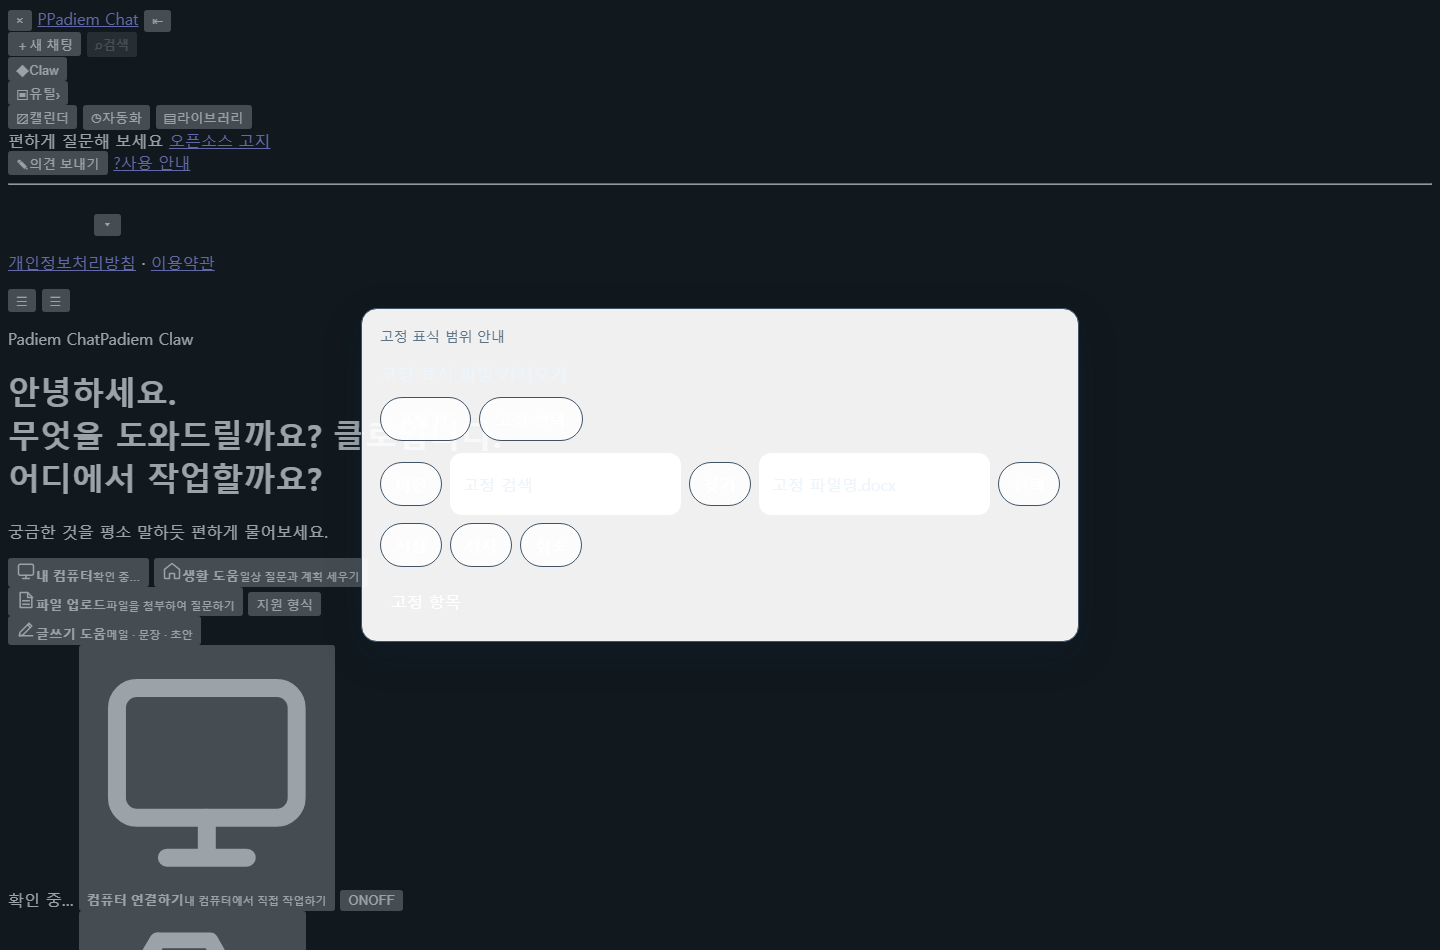 × PPadiem Chat ⇤
+ 새 채팅 ⌕검색
◆Claw
▣유틸›
▨캘린더 ◷자동화 ▤라이브러리
편하게 질문해 보세요 오픈소스 고지
✎의견 보내기 ?사용 안내
개인정보처리방침 · 이용약관
☰ ☰
Padiem ChatPadiem Claw
안녕하세요.
무엇을 도와드릴까요?
어디에서 작업할까요?
궁금한 것을 평소 말하듯 편하게 물어보세요.
내 컴퓨터확인 중... 생활 도움일상 질문과 계획 세우기
파일 업로드파일을 첨부하여 질문하기 지원 형식
글쓰기 도움메일 · 문장 · 초안
확인 중... 컴퓨터 연결하기내 컴퓨터에서 직접 작업하기 ONOFF
고정 표식 범위 안내
고정 검색 고정 파일명.docx
고정 항목